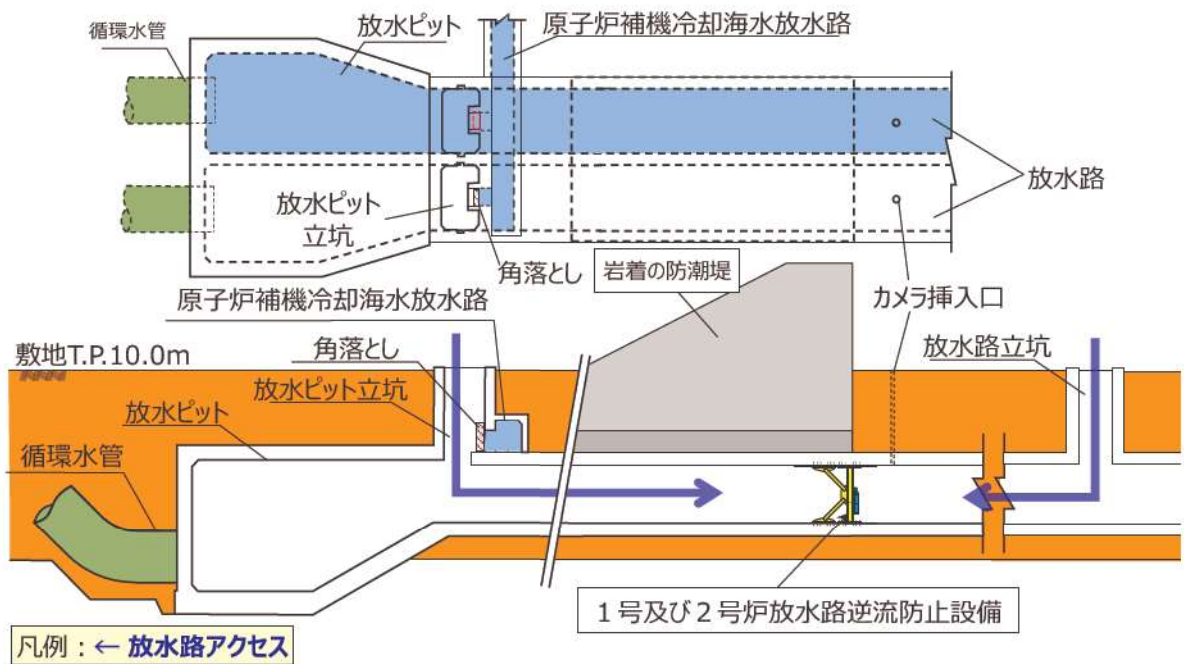 循環水管
放水ピット
原子炉補機冷却海水放水路
放水路
放水ピット
立坑
角落とし
岩着の防潮堤
カメラ挿入口
原子炉補機冷却海水放水路
敷地T.P.10.0m
角落とし
放水路立坑
放水ピット立坑
放水ピット
循環水管
1号及び2号炉放水路逆流防止設備
凡例：← 放水路アクセス